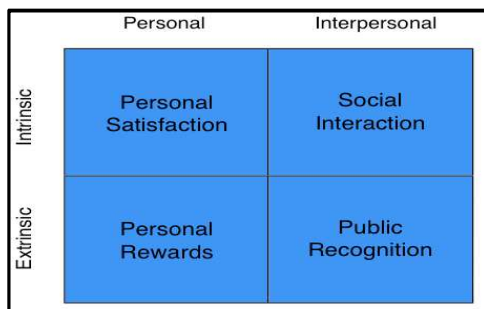 Personal Interpersonal
Intrinsic
Personal
Satisfaction
Social
Interaction
Extrinsic
Personal
Rewards
Public
Recognition